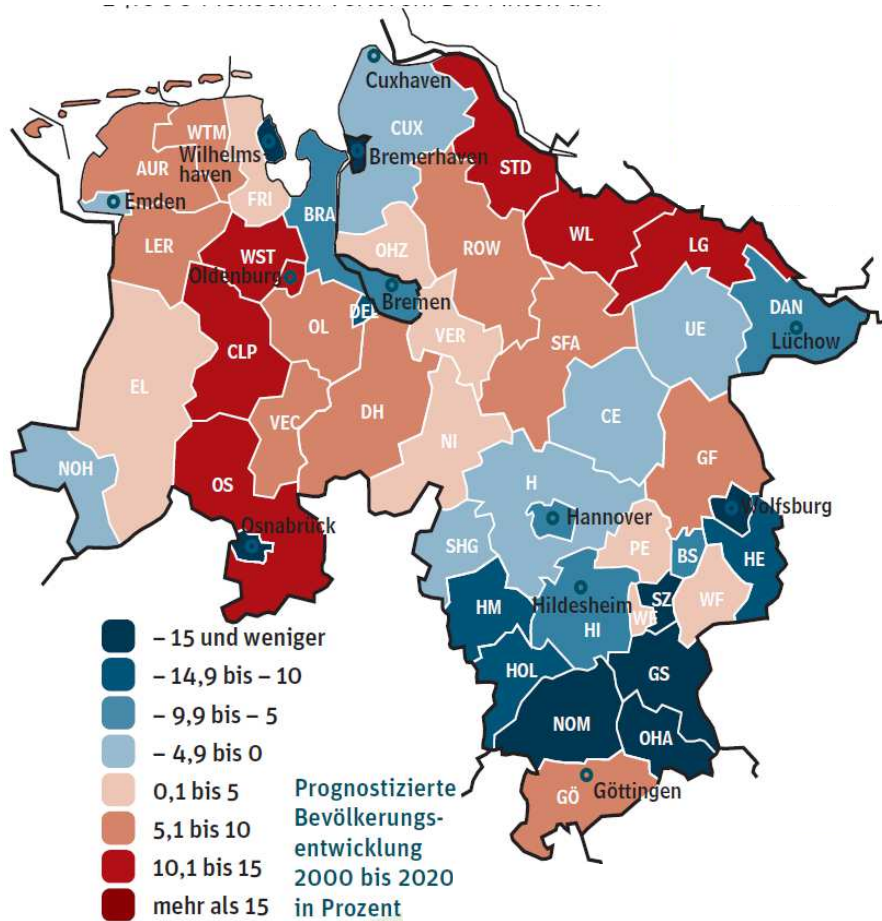 Cuxhaven
CUX
WTM
Wilhelms-
haven
Bremerhaven
AUR
STD
Emden
FRI
BRA
LER
WST
OHZ
ROW
WL
LG
Oldenburg
Bremen
DEL
DAN
OL
VER
UE
Lüchow
CLP
SFA
EL
DH
CE
VEC
NI
GF
NOH
OS
H
Wolfsburg
Hannover
Osnabrück
SHG
PE
BS
HE
Hildesheim
SZ
WF
HM
WF
HI
HOL
GS
NOM
OHA
GÖ
Göttingen
– 15 und weniger
– 14,9 bis – 10
– 9,9 bis – 5
– 4,9 bis 0
0,1 bis 5
5,1 bis 10
10,1 bis 15
mehr als 15
Prognostizierte
Bevölkerungs-
entwicklung
2000 bis 2020
in Prozent